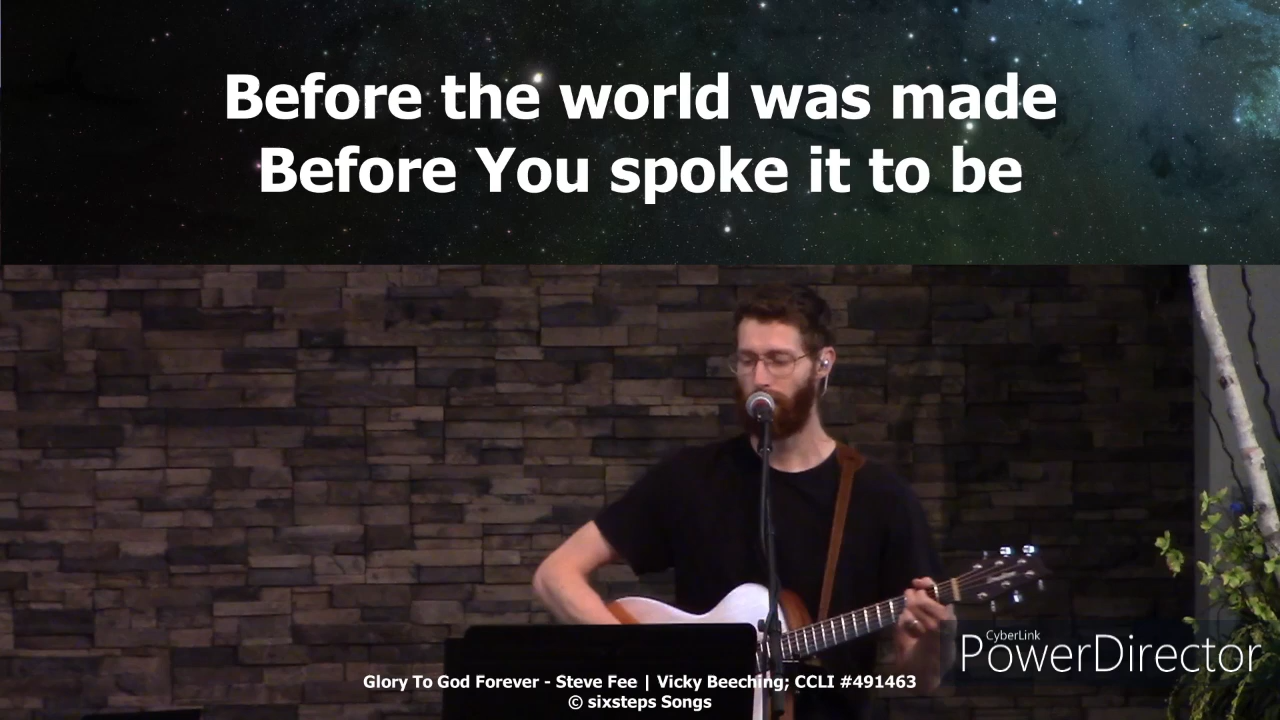 Before the world was made
Before You spoke it to be
CyberLink
PowerDirector
Glory To God Forever - Steve Fee | Vicky Beeching; CCLI #491463
© sixsteps Songs